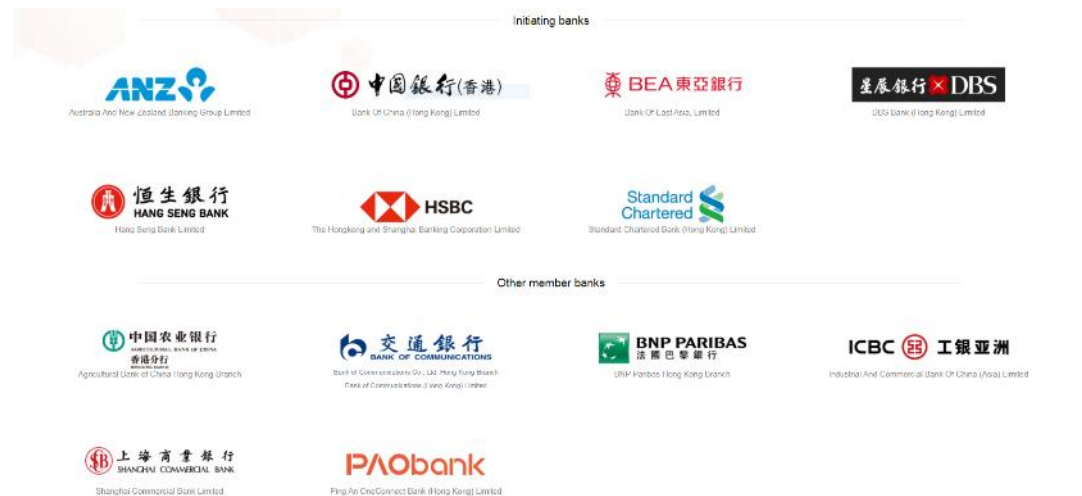 Initiating banks
ANZ
Australia And New Zealand Banking Group Limited
中国銀行(香港)
Bank Of China (Hong Kong) Limited
BEA東亞銀行
Bank Of East Asia, Limited
星展銀行 DBS
DBS Bank (Hong Kong) Limited
恒生銀行
HANG SENG BANK
Hang Seng Bank Limited
HSBC
The Hongkong and Shanghai Banking Corporation Limited
Standard
Chartered
Standard Chartered Bank (Hong Kong) Limited
Other member banks
中国农业银行
AGRICULTURAL BANK OF CHINA
香港分行
HONG KONG BRANCH
Agricultural Bank of China Hong Kong Branch
交通銀行
BANK OF COMMUNICATIONS
Bank of Communications Co., Ltd. Hong Kong Branch
Bank of Communications (Hong Kong) Limited
BNP PARIBAS
法國巴黎銀行
BNP Paribas Hong Kong Branch
ICBC 工银亚洲
Industrial And Commercial Bank Of China (Asia) Limited
上海商業銀行
SHANGHAI COMMERCIAL BANK
Shanghai Commercial Bank Limited
PAObank
Ping An OneConnect Bank (Hong Kong) Limited